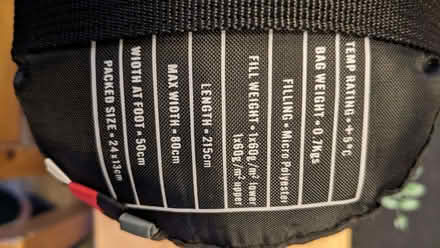 TEMP RATING • +5°C
BAG WEIGHT • 0.7Kgs
FILLING • Micro Polyester
FILL WEIGHT • 1x60g/m² lower
1x60g/m² upper
LENGTH • 215cm
MAX WIDTH • 80cm
WIDTH AT FOOT • 50cm
PACKED SIZE • 24x13cm